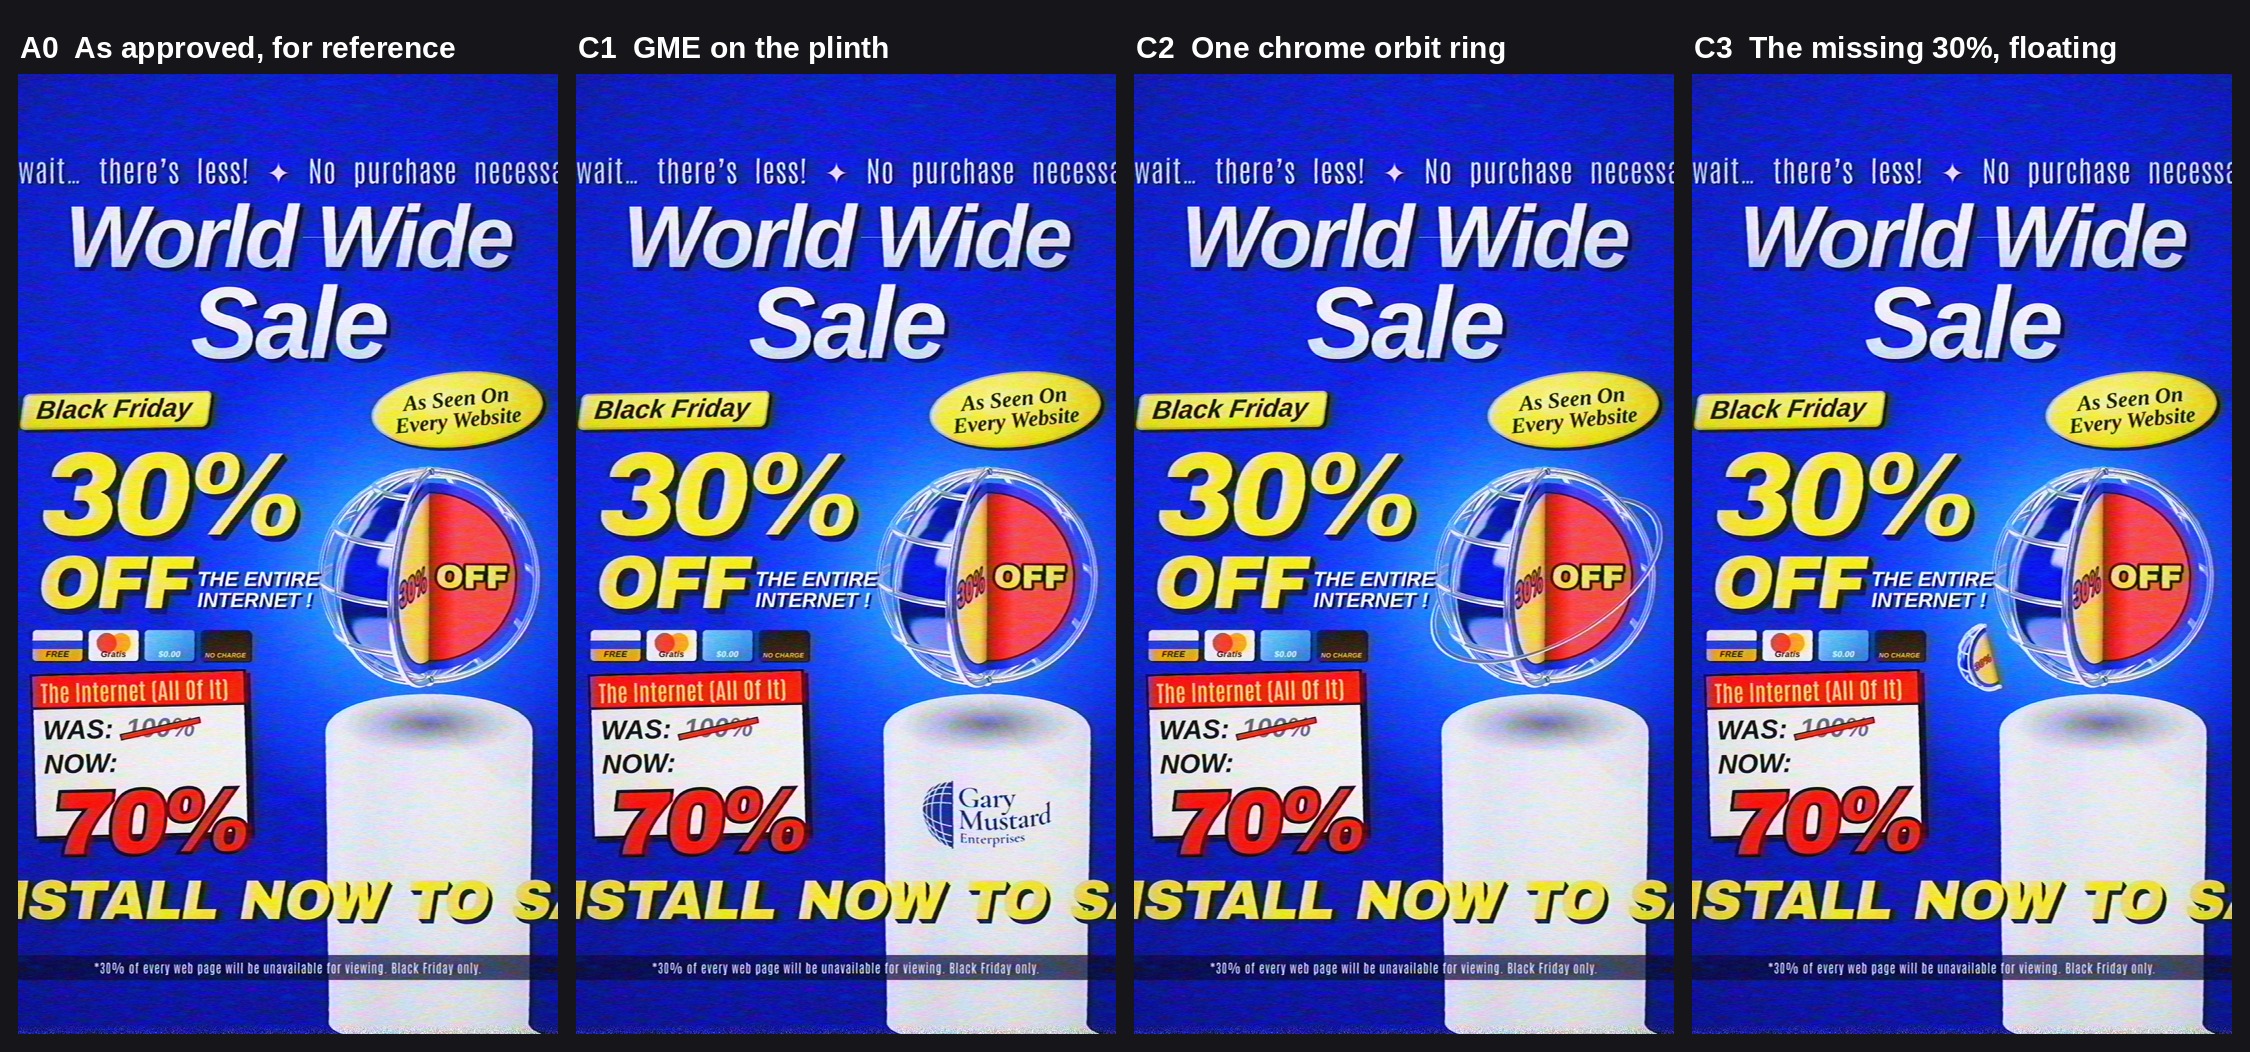 A0 As approved, for reference
wait... there's less! ✦ No purchase necessa
World Wide
Sale
Black Friday
As Seen On
Every Website
30%
OFF
THE ENTIRE
INTERNET !
30% OFF
FREE Gratis $0.00 NO CHARGE
The Internet (All Of It)
WAS: 100%
NOW:
70%
ISTALL NOW TO SA
*30% of every web page will be unavailable for viewing. Black Friday only.
C1 GME on the plinth
wait... there's less! ✦ No purchase necessa
World Wide
Sale
Black Friday
As Seen On
Every Website
30%
OFF
THE ENTIRE
INTERNET !
30% OFF
FREE Gratis $0.00 NO CHARGE
The Internet (All Of It)
WAS: 100%
NOW:
70%
Gary
Mustard
Enterprises
ISTALL NOW TO SA
*30% of every web page will be unavailable for viewing. Black Friday only.
C2 One chrome orbit ring
wait... there's less! ✦ No purchase necessa
World Wide
Sale
Black Friday
As Seen On
Every Website
30%
OFF
THE ENTIRE
INTERNET !
30% OFF
FREE Gratis $0.00 NO CHARGE
The Internet (All Of It)
WAS: 100%
NOW:
70%
ISTALL NOW TO SA
*30% of every web page will be unavailable for viewing. Black Friday only.
C3 The missing 30%, floating
wait... there's less! ✦ No purchase necessa
World Wide
Sale
Black Friday
As Seen On
Every Website
30%
OFF
THE ENTIRE
INTERNET !
30% OFF
30%
FREE Gratis $0.00 NO CHARGE
The Internet (All Of It)
WAS: 100%
NOW:
70%
ISTALL NOW TO SA
*30% of every web page will be unavailable for viewing. Black Friday only.